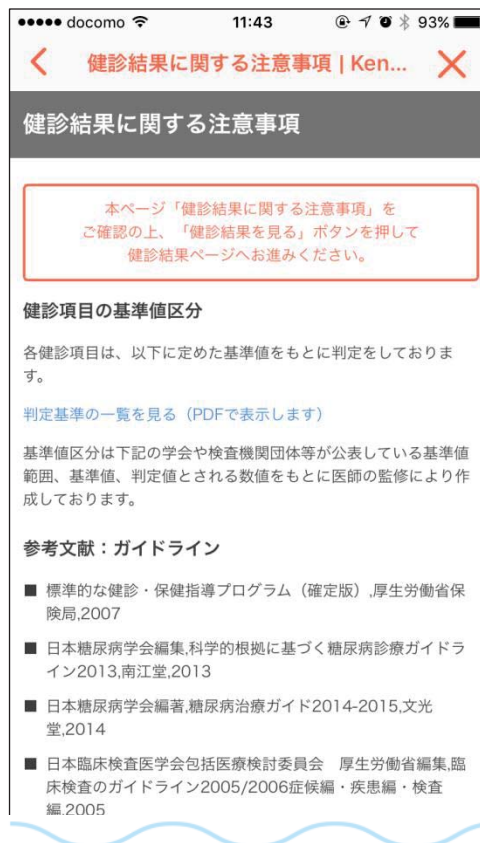 docomo 11:43 93%
健診結果に関する注意事項 | Ken...
健診結果に関する注意事項
本ページ「健診結果に関する注意事項」を
ご確認の上、「健診結果を見る」ボタンを押して
健診結果ページへお進みください。
健診項目の基準値区分
各健診項目は、以下に定めた基準値をもとに判定をしておりま
す。
判定基準の一覧を見る（PDFで表示します）
基準値区分は下記の学会や検査機関団体等が公表している基準値
範囲、基準値、判定値とされる数値をもとに医師の監修により作
成しております。
参考文献：ガイドライン
■ 標準的な健診・保健指導プログラム（確定版）,厚生労働省保
険局,2007
■ 日本糖尿病学会編集,科学的根拠に基づく糖尿病診療ガイドラ
イン2013,南江堂,2013
■ 日本糖尿病学会編著,糖尿病治療ガイド2014-2015,文光
堂,2014
■ 日本臨床検査医学会包括医療検討委員会　厚生労働省編集,臨
床検査のガイドライン2005/2006症候編・疾患編・検査
編,2005